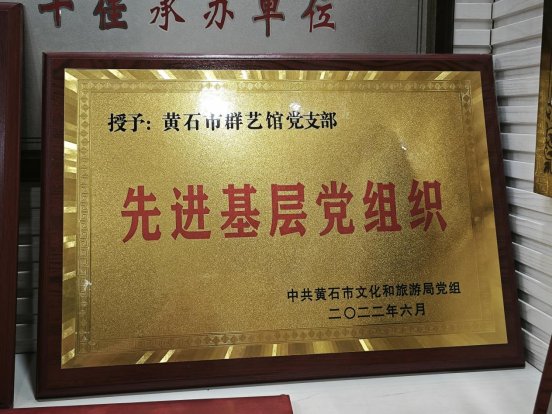 十佳承办单位
授予：黄石市群艺馆党支部
先进基层党组织
中共黄石市文化和旅游局党组
二〇二二年六月